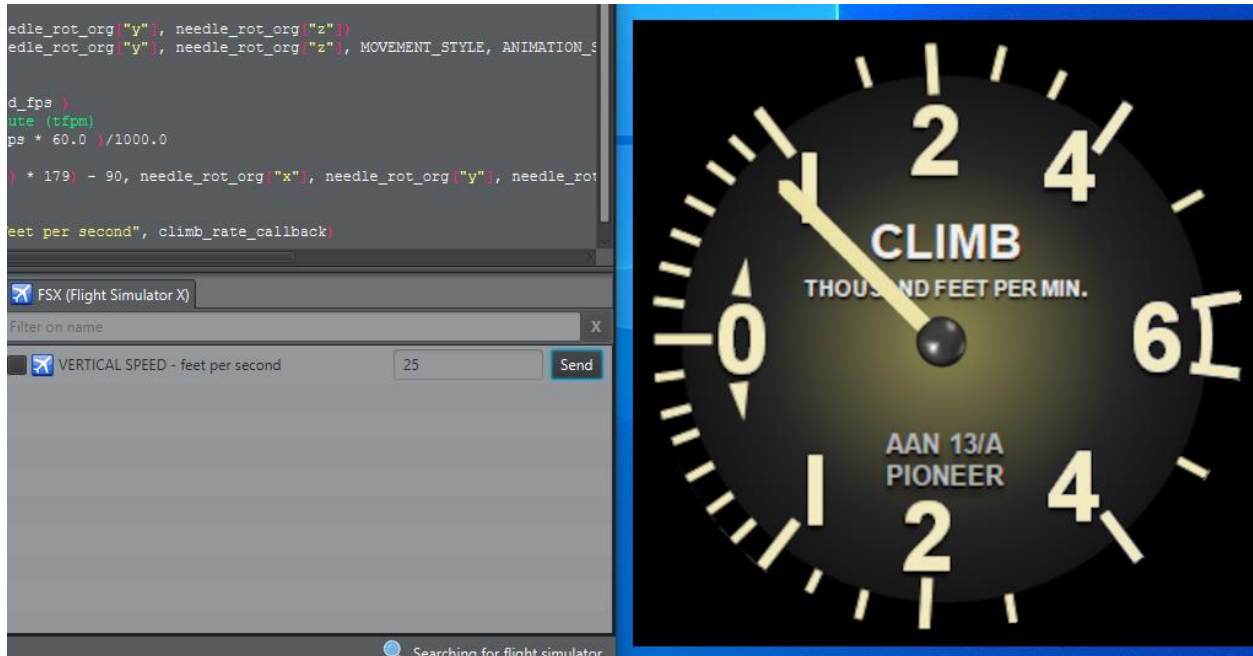 edle_rot_org["y"], needle_rot_org["z"])
edle_rot_org["y"], needle_rot_org["z"], MOVEMENT_STYLE, ANIMATION_S
d_fps )
ute (tfpm)
ps * 60.0 )/1000.0
) * 179) - 90, needle_rot_org["x"], needle_rot_org["y"], needle_rot
eet per second", climb_rate_callback)
FSX (Flight Simulator X)
Filter on name
X
VERTICAL SPEED - feet per second
25
Send
Searching for flight simulator
2
1
4
CLIMB
THOUS ND FEET PER MIN.
0
6
AAN 13/A
PIONEER
1
4
2